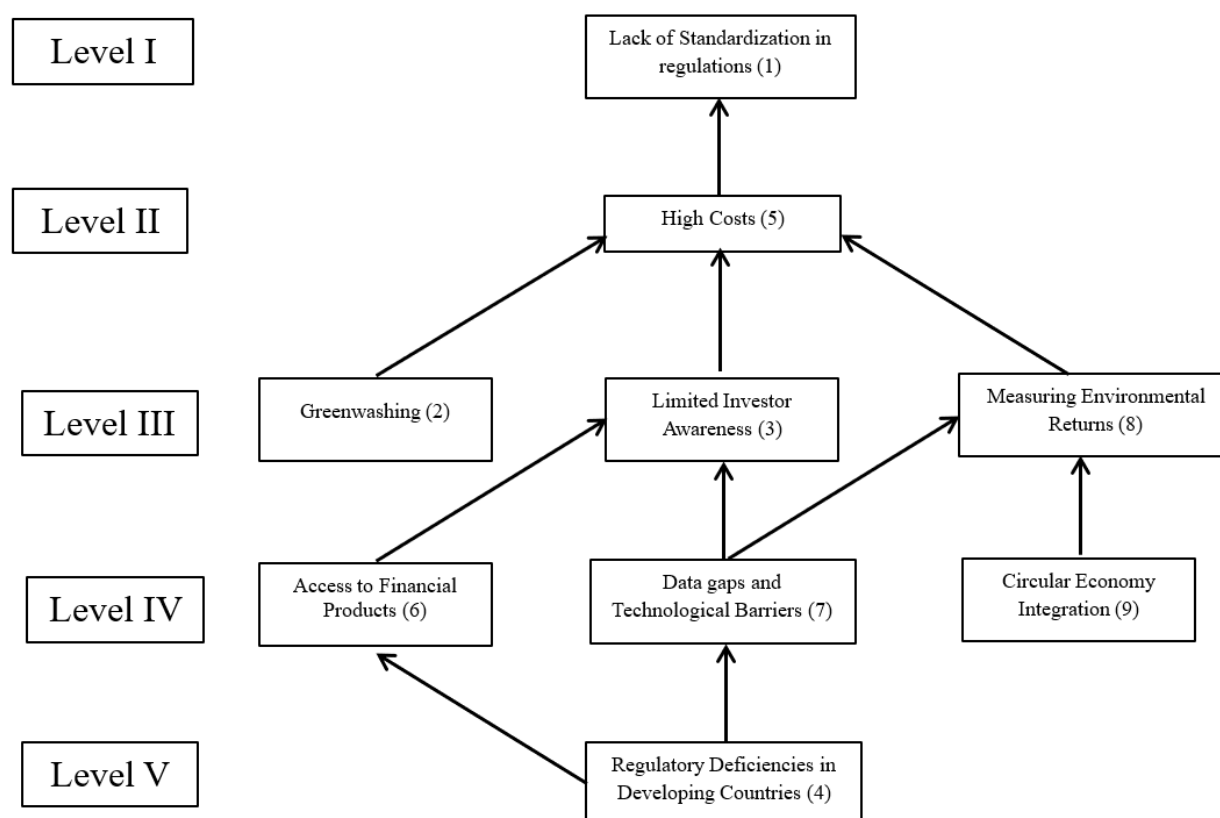 Level I
Lack of Standardization in
regulations (1)
Level II
High Costs (5)
Level III
Greenwashing (2)
Limited Investor
Awareness (3)
Measuring Environmental
Returns (8)
Level IV
Access to Financial
Products (6)
Data gaps and
Technological Barriers (7)
Circular Economy
Integration (9)
Level V
Regulatory Deficiencies in
Developing Countries (4)